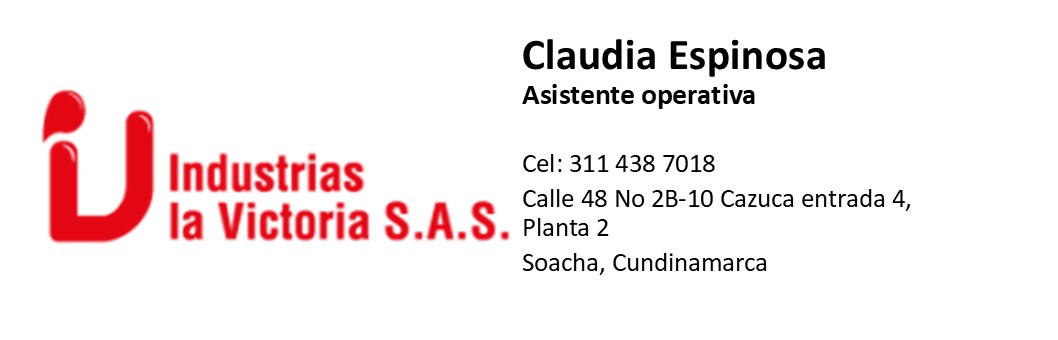 Claudia Espinosa
Asistente operativa
Industrias
la Victoria S.A.S.
Cel: 311 438 7018
Calle 48 No 2B-10 Cazuca entrada 4,
Planta 2
Soacha, Cundinamarca